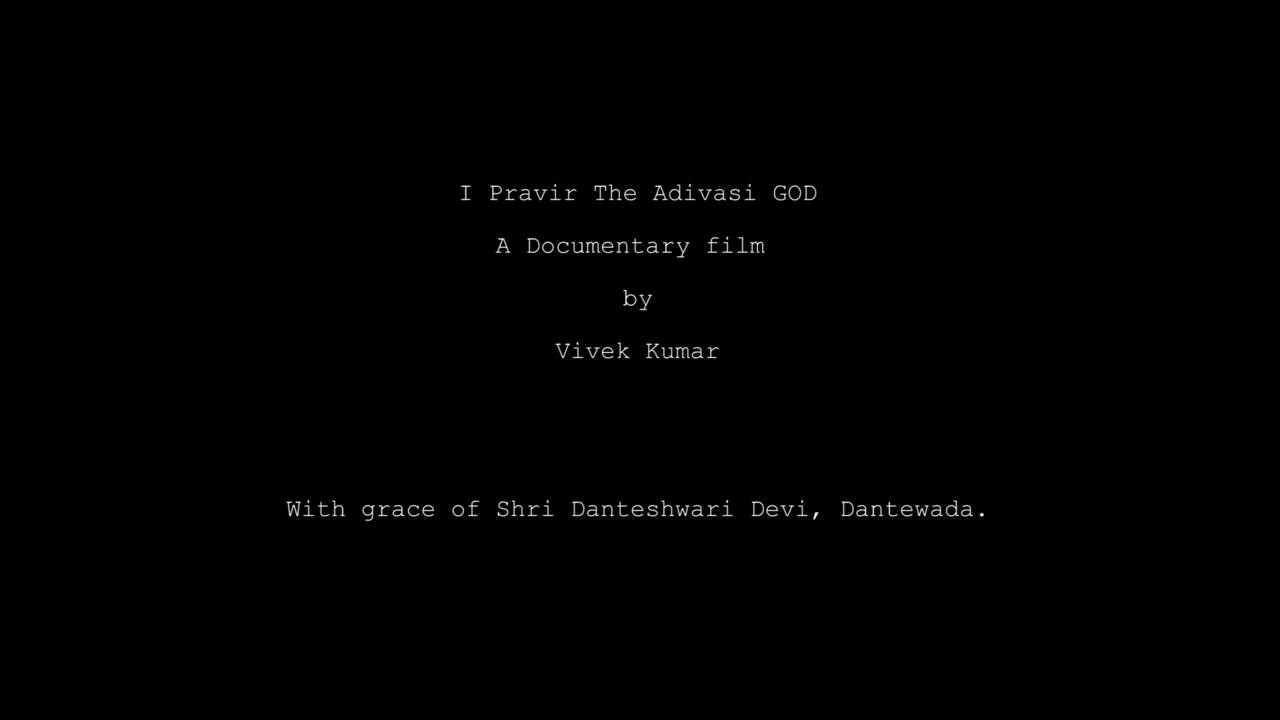 I Pravir The Adivasi GOD
A Documentary film
by
Vivek Kumar
With grace of Shri Danteshwari Devi, Dantewada.